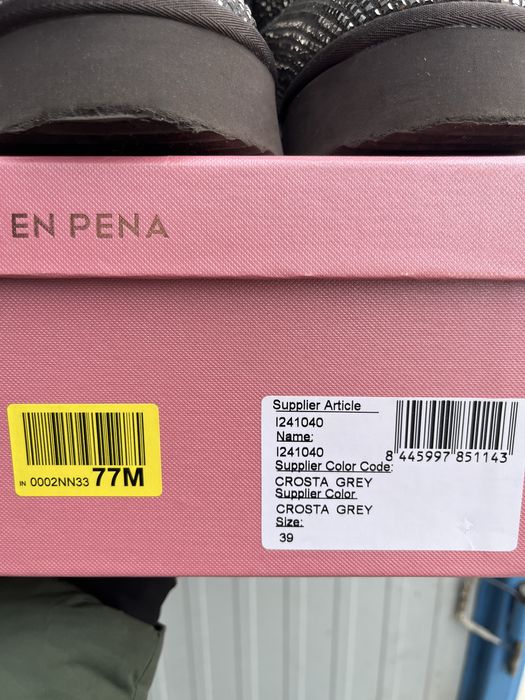 EN PENA
IN 0002NN33 77M
Supplier Article
I241040
Name:
I241040
Supplier Color Code:
CROSTA GREY
Supplier Color
CROSTA GREY
Size:
39
8 445997 851143